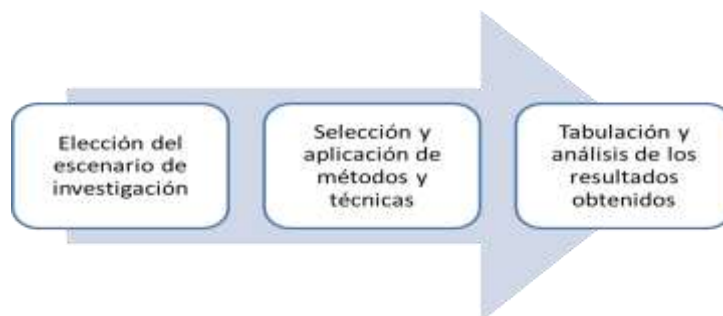 Elección del
escenario de
investigación
Selección y
aplicación de
métodos y
técnicas
Tabulación y
análisis de los
resultados
obtenidos